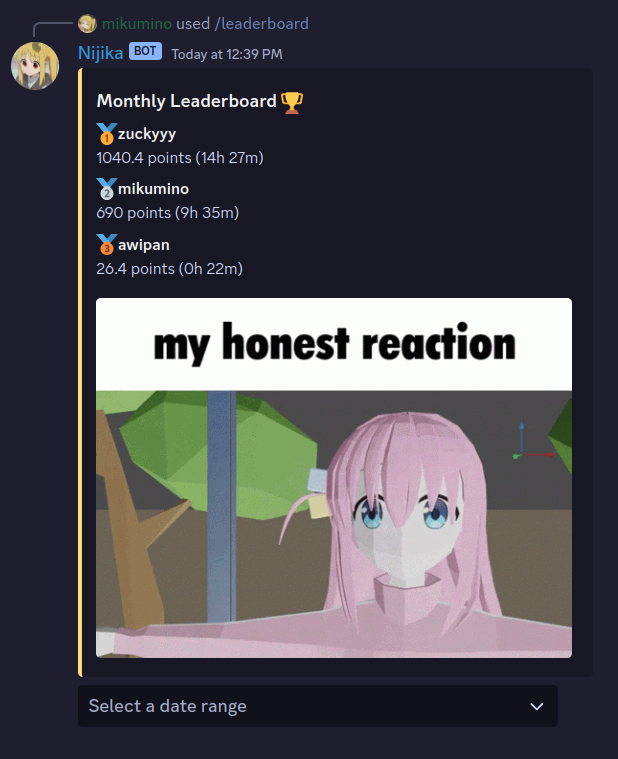 mikumino used /leaderboard
Nijika BOT Today at 12:39 PM
Monthly Leaderboard 🏆
🥇zuckyyy
1040.4 points (14h 27m)
🥈mikumino
690 points (9h 35m)
🥉awipan
26.4 points (0h 22m)
my honest reaction
Select a date range